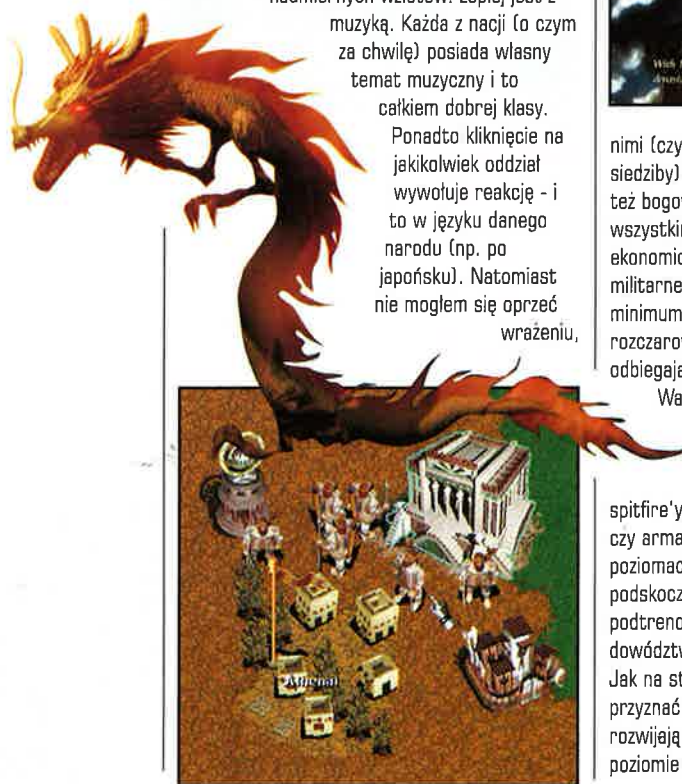 muzyką. Każda z nacji (o czym
za chwilę) posiada własny
temat muzyczny i to
całkiem dobrej klasy.
Ponadto kliknięcie na
jakikolwiek oddział
wywołuje reakcję - i
to w języku danego
narodu (np. po
japońsku). Natomiast
nie mogłem się oprzeć
wrażeniu,
Athenai
With
nimi (czy
siedziby)
też
ekonomic
militarne
minimum
rozczarow
odbiegają
Wa
spitfire'y
czy arma
poziomac
podskocz
podtrenc
dowództw
Jak na st
przyznać
rozwijają
poziomie